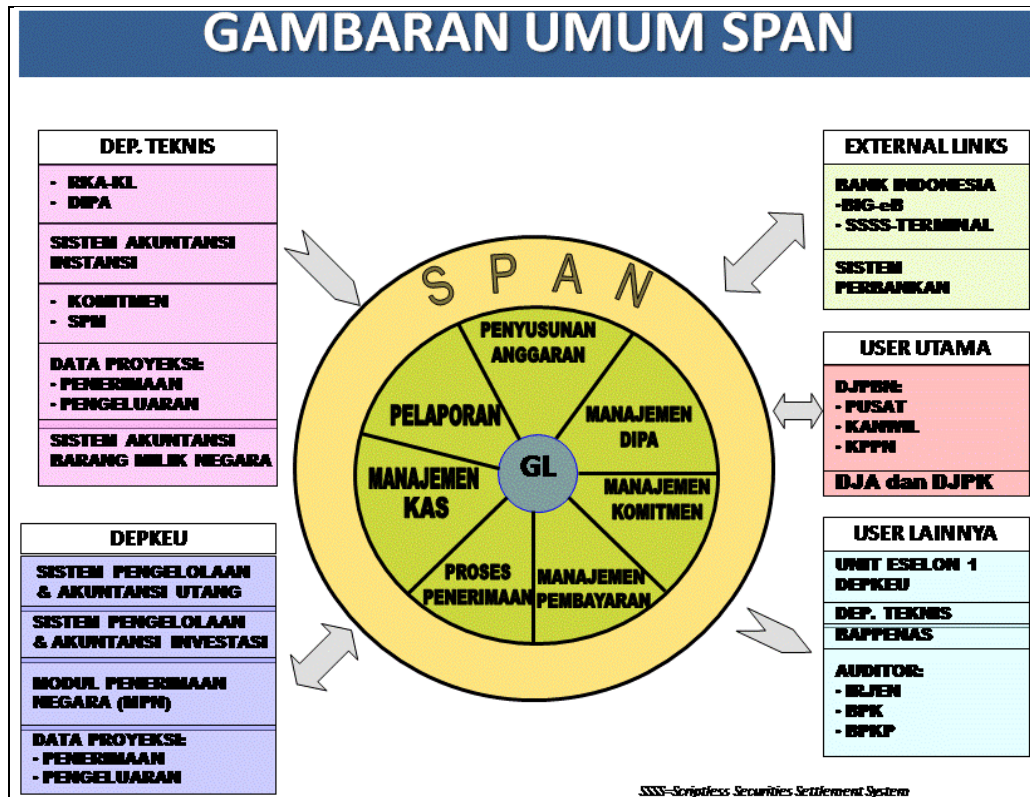 GAMBARAN UMUM SPAN
DEP. TEKNIS
- RKA-KL
- DIPA
SISTEM AKUNTANSI
INSTANSI
- KOMITMEN
- SPM
DATA PROYEKSI:
- PENERIMAAN
- PENGELUARAN
SISTEM AKUNTANSI
BARANG MILIK NEGARA
DEPKEU
SISTEM PENGELOLAAN
& AKUNTANSI UTANG
SISTEM PENGELOLAAN
& AKUNTANSI INVESTASI
MODUL PENERIMAAN
NEGARA (MPN)
DATA PROYEKSI:
- PENERIMAAN
- PENGELUARAN
SPAN
PENYUSUNAN
ANGGARAN
MANAJEMEN
DIPA
MANAJEMEN
KOMITMEN
MANAJEMEN
PEMBAYARAN
PROSES
PENERIMAAN
MANAJEMEN
KAS
PELAPORAN
GL
EXTERNAL LINKS
BANK INDONESIA
-BIG-eB
- SSSS-TERMINAL
SISTEM
PERBANKAN
USER UTAMA
DJPBN:
- PUSAT
- KANWIL
- KPPN
DJA dan DJPK
USER LAINNYA
UNIT ESELON 1
DEPKEU
DEP. TEKNIS
BAPPENAS
AUDITOR:
- IRJEN
- BPK
- BPKP
SSSS=Scriptless Securities Settlement System